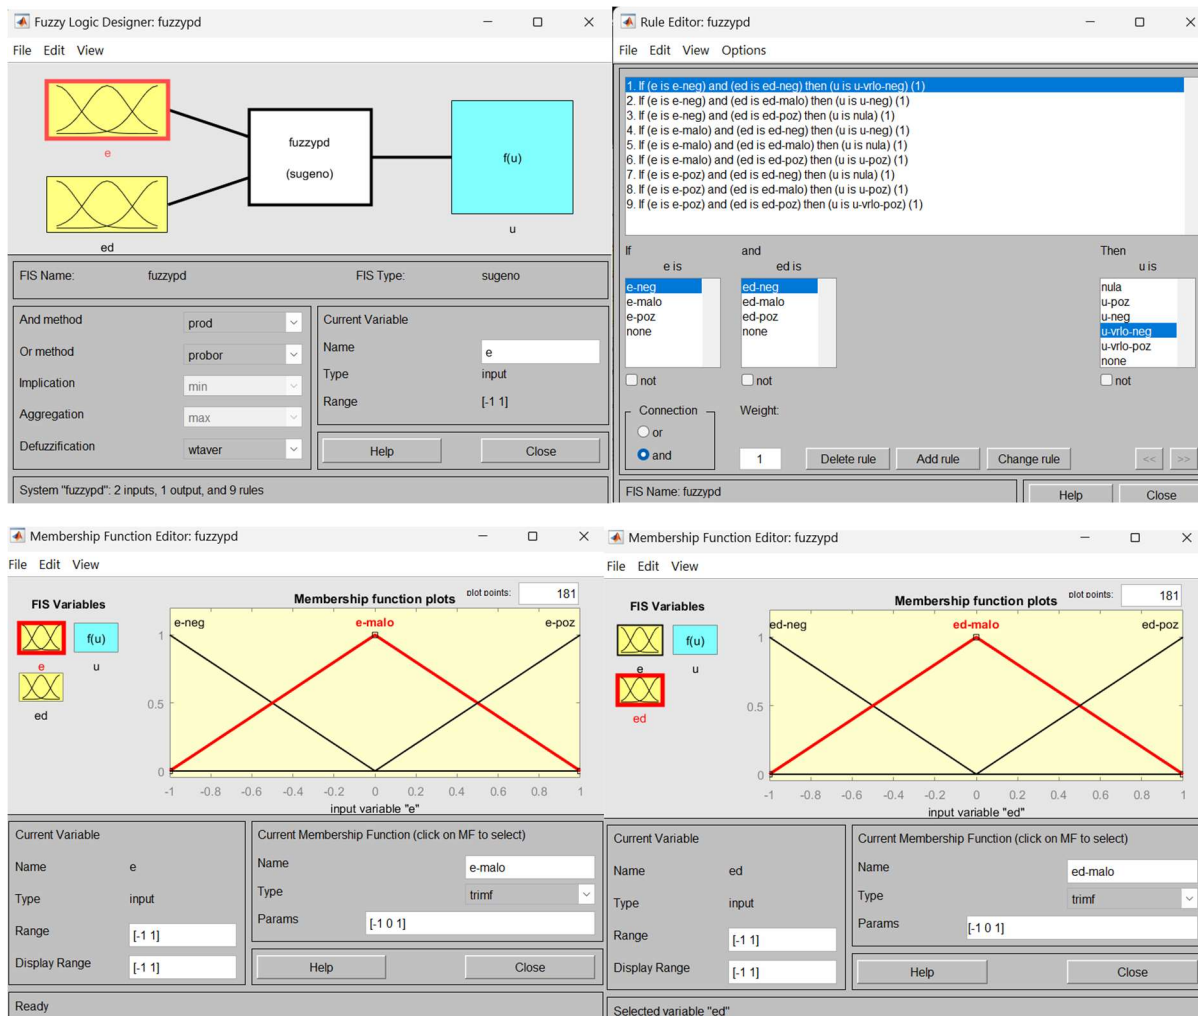 Fuzzy Logic Designer: fuzzypd
File Edit View
e
ed
fuzzypd
(sugeno)
f(u)
u
FIS Name: fuzzypd FIS Type: sugeno
And method prod
Or method probor
Implication min
Aggregation max
Defuzzification wtaver
Current Variable
Name e
Type input
Range [-1 1]
Help Close
System "fuzzypd": 2 inputs, 1 output, and 9 rules
Rule Editor: fuzzypd
File Edit View Options
1. If (e is e-neg) and (ed is ed-neg) then (u is u-vrlo-neg) (1)
2. If (e is e-neg) and (ed is ed-malo) then (u is u-neg) (1)
3. If (e is e-neg) and (ed is ed-poz) then (u is nula) (1)
4. If (e is e-malo) and (ed is ed-neg) then (u is u-neg) (1)
5. If (e is e-malo) and (ed is ed-malo) then (u is nula) (1)
6. If (e is e-malo) and (ed is ed-poz) then (u is u-poz) (1)
7. If (e is e-poz) and (ed is ed-neg) then (u is nula) (1)
8. If (e is e-poz) and (ed is ed-malo) then (u is u-poz) (1)
9. If (e is e-poz) and (ed is ed-poz) then (u is u-vrlo-poz) (1)
If and Then
e is ed is u is
e-neg
e-malo
e-poz
none
ed-neg
ed-malo
ed-poz
none
nula
u-poz
u-neg
u-vrlo-neg
u-vrlo-poz
none
not not not
Connection
or
and
Weight:
1 Delete rule Add rule Change rule << >>
FIS Name: fuzzypd Help Close
Membership Function Editor: fuzzypd
File Edit View
FIS Variables
f(u)
e u
ed
Membership function plots plot points: 181
e-neg e-malo e-poz
1
0.5
0
-1 -0.8 -0.6 -0.4 -0.2 0 0.2 0.4 0.6 0.8 1
input variable "e"
Current Variable
Name e
Type input
Range [-1 1]
Display Range [-1 1]
Current Membership Function (click on MF to select)
Name e-malo
Type trimf
Params [-1 0 1]
Help Close
Ready
Membership Function Editor: fuzzypd
File Edit View
FIS Variables
f(u)
e u
ed
Membership function plots plot points: 181
ed-neg ed-malo ed-poz
1
0.5
0
-1 -0.8 -0.6 -0.4 -0.2 0 0.2 0.4 0.6 0.8 1
input variable "ed"
Current Variable
Name ed
Type input
Range [-1 1]
Display Range [-1 1]
Current Membership Function (click on MF to select)
Name ed-malo
Type trimf
Params [-1 0 1]
Help Close
Selected variable "ed"